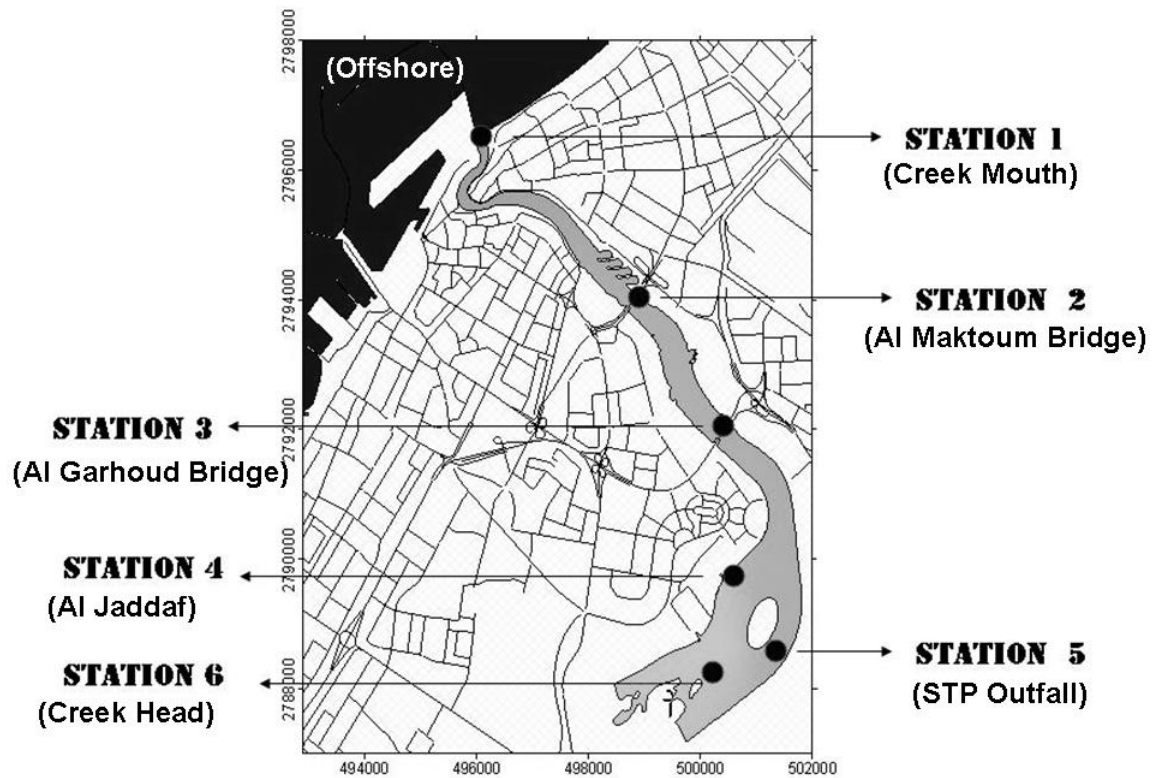 2798000
(Offshore)
STATION 1
(Creek Mouth)
2796000
2794000
STATION 2
(Al Maktoum Bridge)
STATION 3
(Al Garhoud Bridge)
2792000
2790000
STATION 4
(Al Jaddaf)
STATION 5
(STP Outfall)
STATION 6
(Creek Head)
2788000
494000 496000 498000 500000 502000